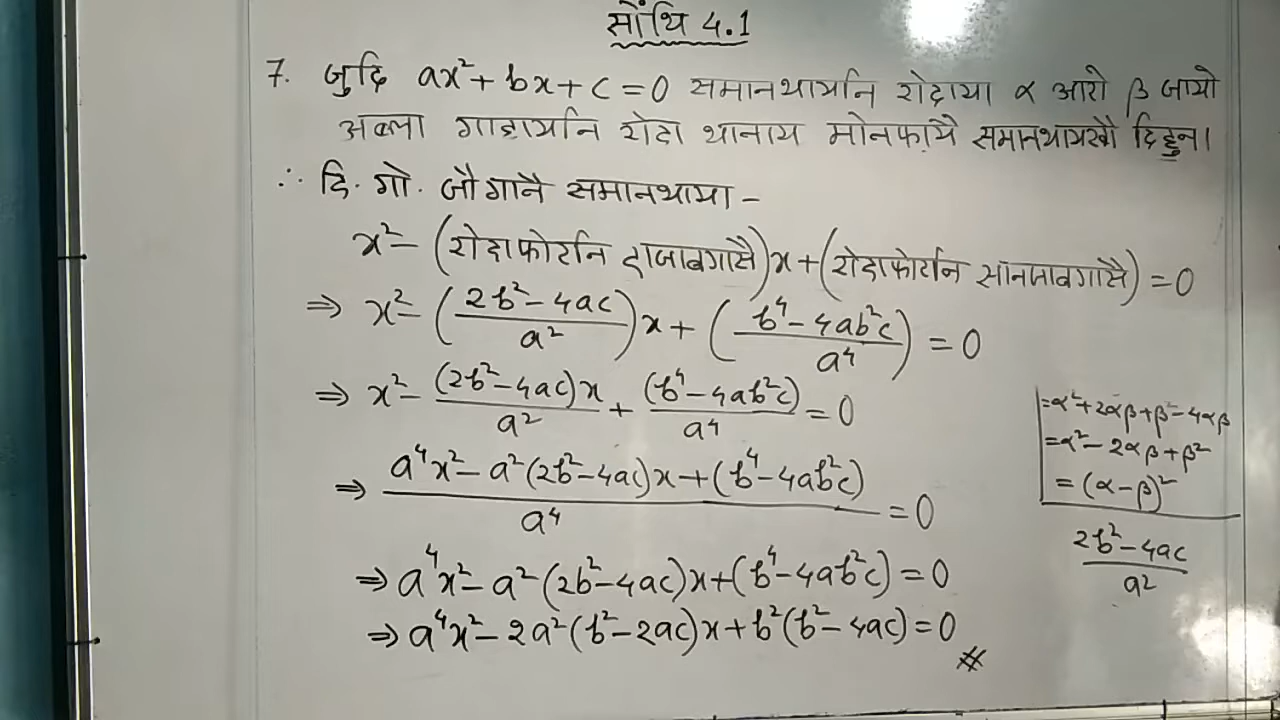 सोंथि 4.1
7. जुदि ax² + bx + c = 0 समानथायनि रोदाया α आरो β जायो
अब्ला गाहायनि रोदा थानाय मोनफा़यै समानथायखौ दिहुन।
∴ दि. गो. जौगानै समानथाया -
x² - (रोदाफोरनि दाजाबगासै)x + (रोदाफोरनि सानजाबगासै) = 0
⇒ x² - ((2b² - 4ac)/a²)x + ((b⁴ - 4ab²c)/a⁴) = 0
⇒ x² - (2b² - 4ac)x/a² + (b⁴ - 4ab²c)/a⁴ = 0
⇒ (a⁴x² - a²(2b² - 4ac)x + (b⁴ - 4ab²c))/a⁴ = 0
⇒ a⁴x² - a²(2b² - 4ac)x + (b⁴ - 4ab²c) = 0
⇒ a⁴x² - 2a²(b² - 2ac)x + b²(b² - 4ac) = 0 #
= α² + 2αβ + β² - 4αβ
= α² - 2αβ + β²
= (α - β)²
(2b² - 4ac)/a²